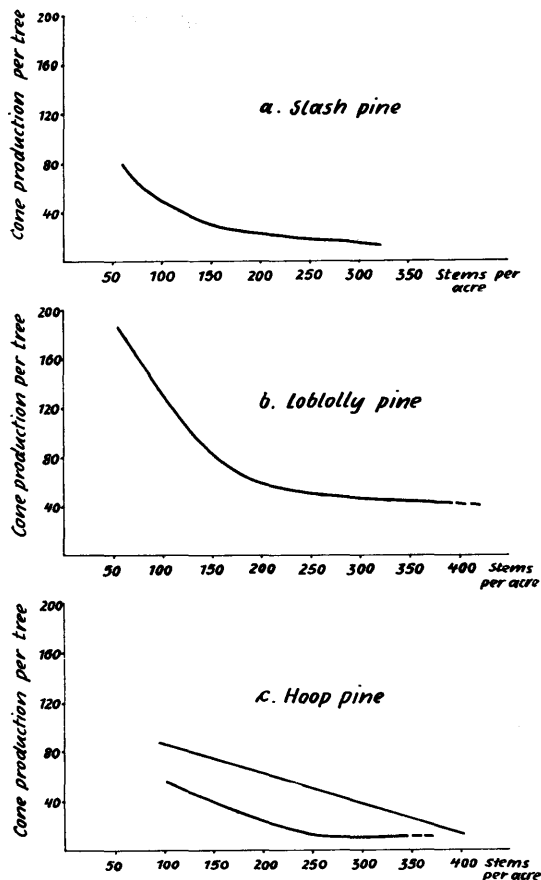 200
160
120
80
40
Cone production per tree
a. Slash pine
50 100 150 200 250 300 350 Stems per
acre
200
160
120
80
40
Cone production per tree
b. Loblolly pine
50 100 150 200 250 300 350 400 Stems
per acre
200
160
120
80
40
Cone production per tree
c. Hoop pine
50 100 150 200 250 300 350 400 Stems
per acre